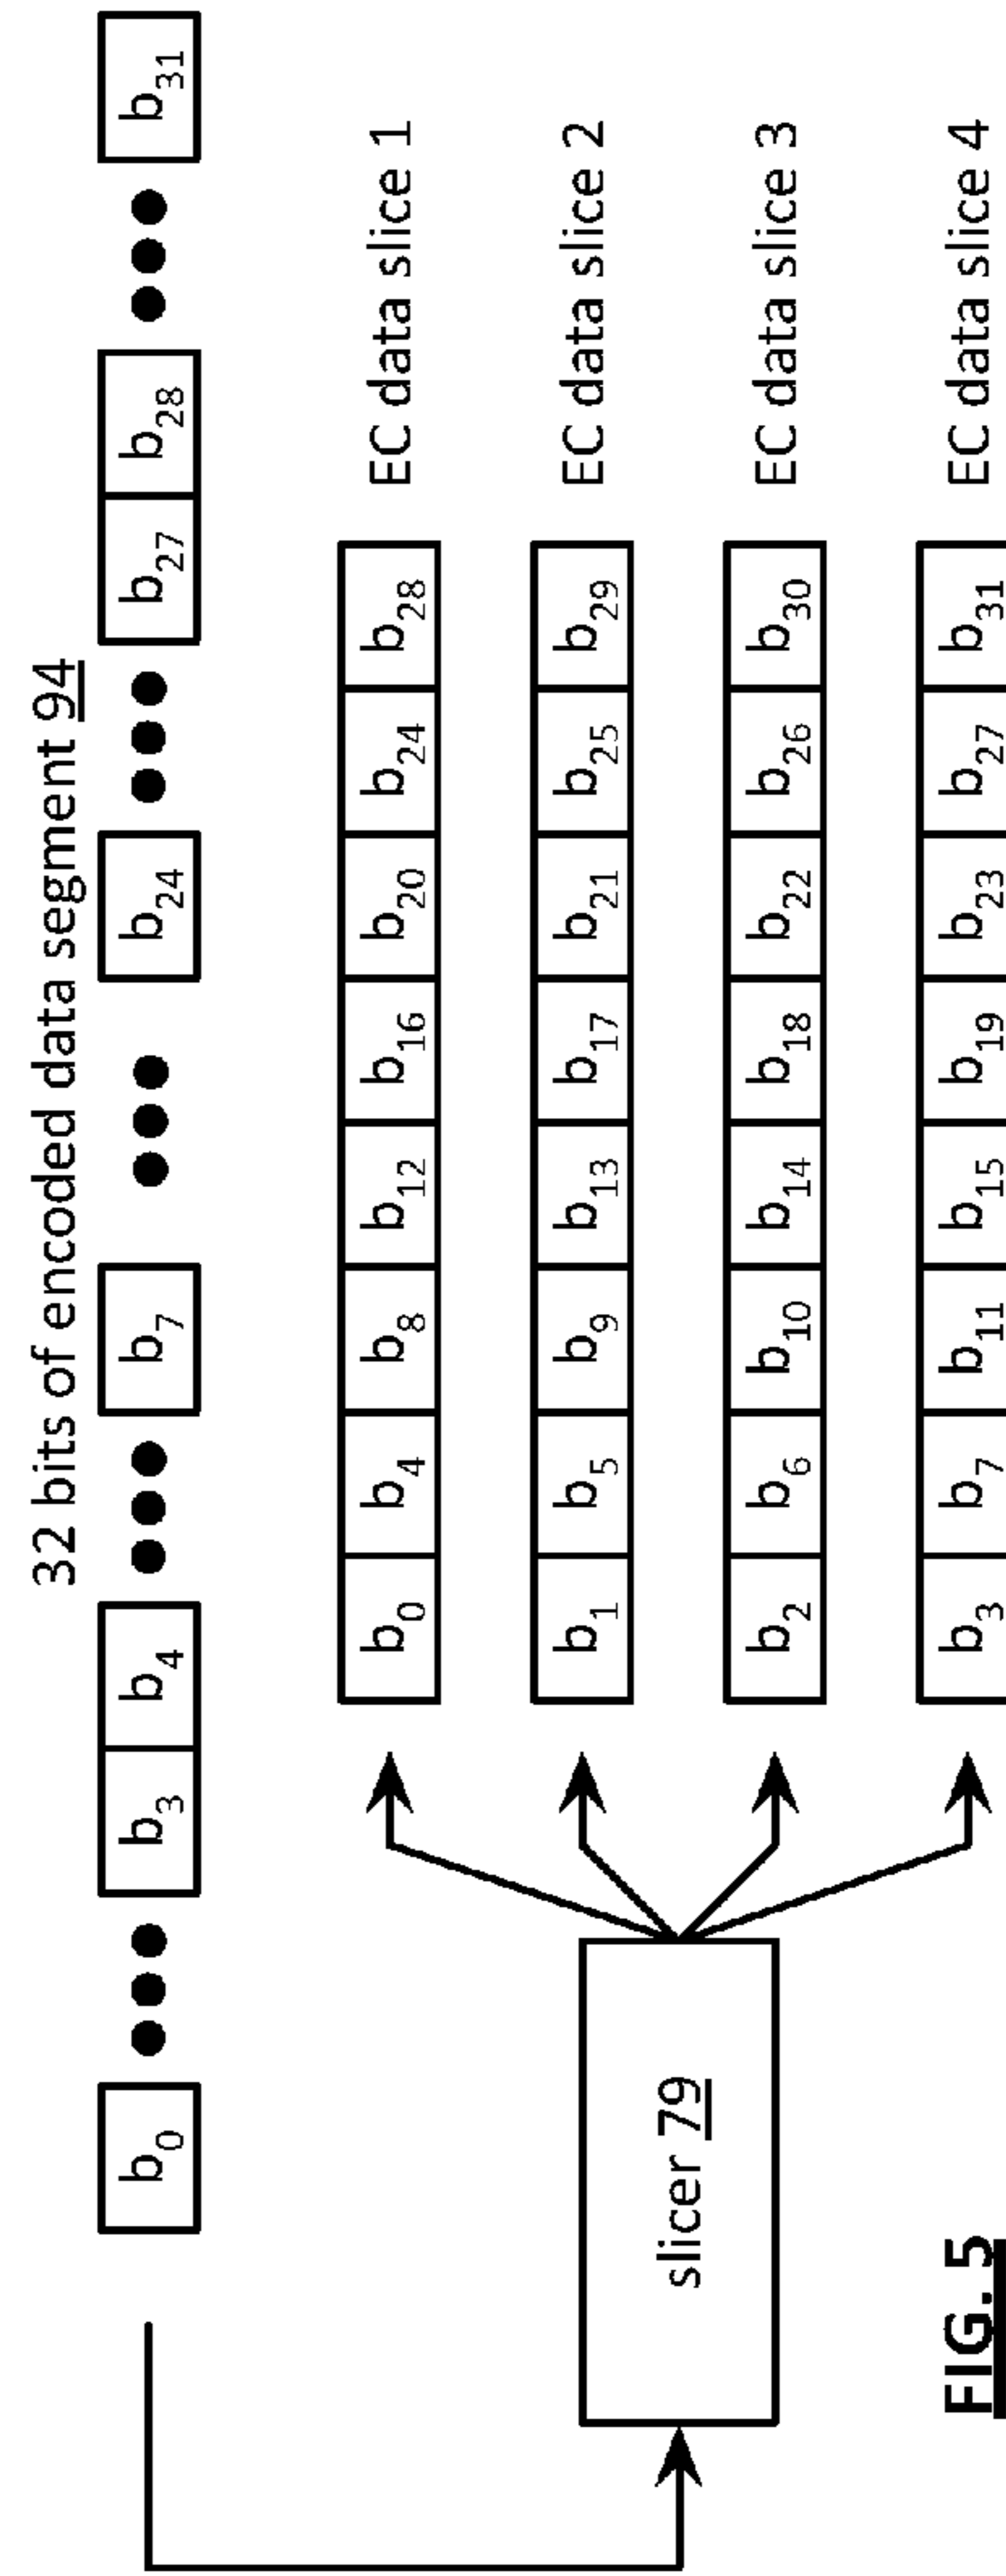 32 bits of encoded data segment 94
b0 ●●● b3 b4 ●●● b7 ●●● b24 ●●● b27 b28 ●●● b31
b0 b4 b8 b12 b16 b20 b24 b28 EC data slice 1
b1 b5 b9 b13 b17 b21 b25 b29 EC data slice 2
slicer 79
b2 b6 b10 b14 b18 b22 b26 b30 EC data slice 3
b3 b7 b11 b15 b19 b23 b27 b31 EC data slice 4
FIG. 5